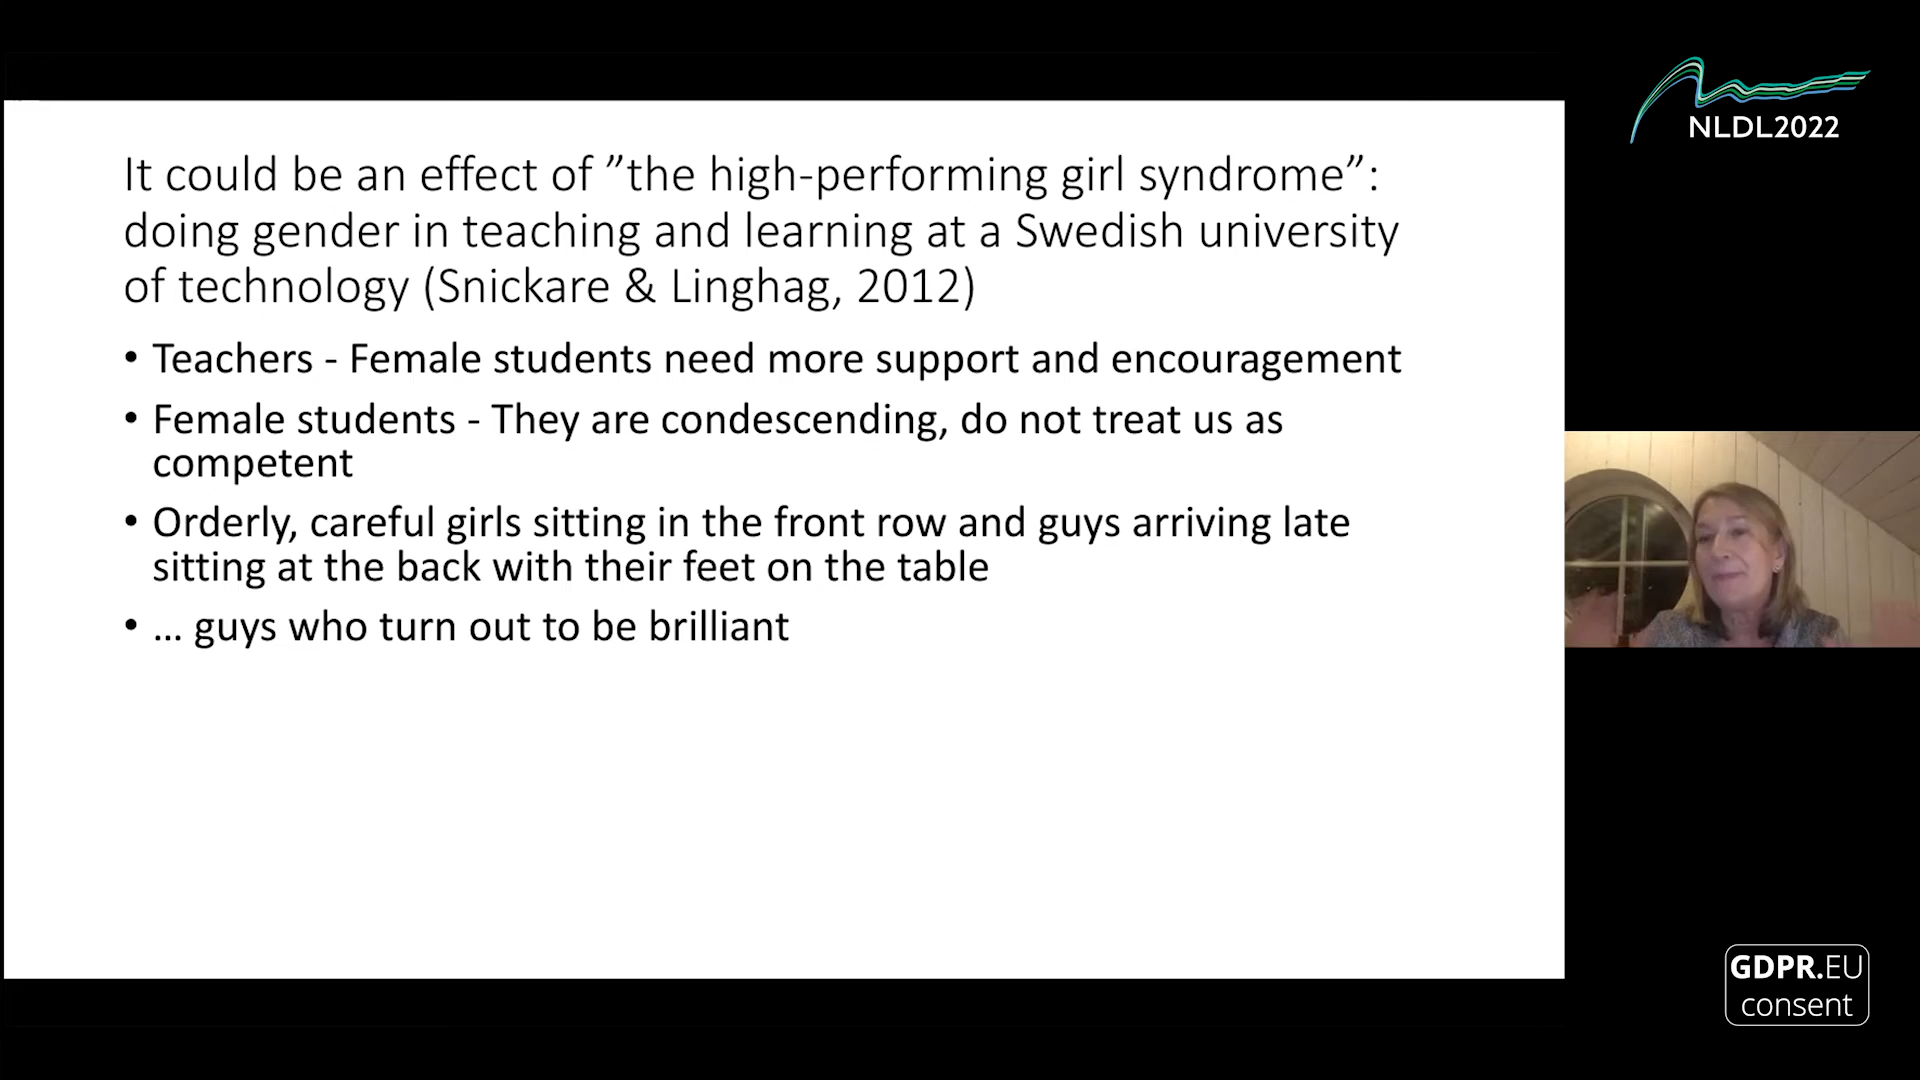 It could be an effect of ”the high-performing girl syndrome”:
doing gender in teaching and learning at a Swedish university
of technology (Snickare & Linghag, 2012)
• Teachers - Female students need more support and encouragement
• Female students - They are condescending, do not treat us as
competent
• Orderly, careful girls sitting in the front row and guys arriving late
sitting at the back with their feet on the table
• ... guys who turn out to be brilliant
NLDL2022
GDPR.EU
consent